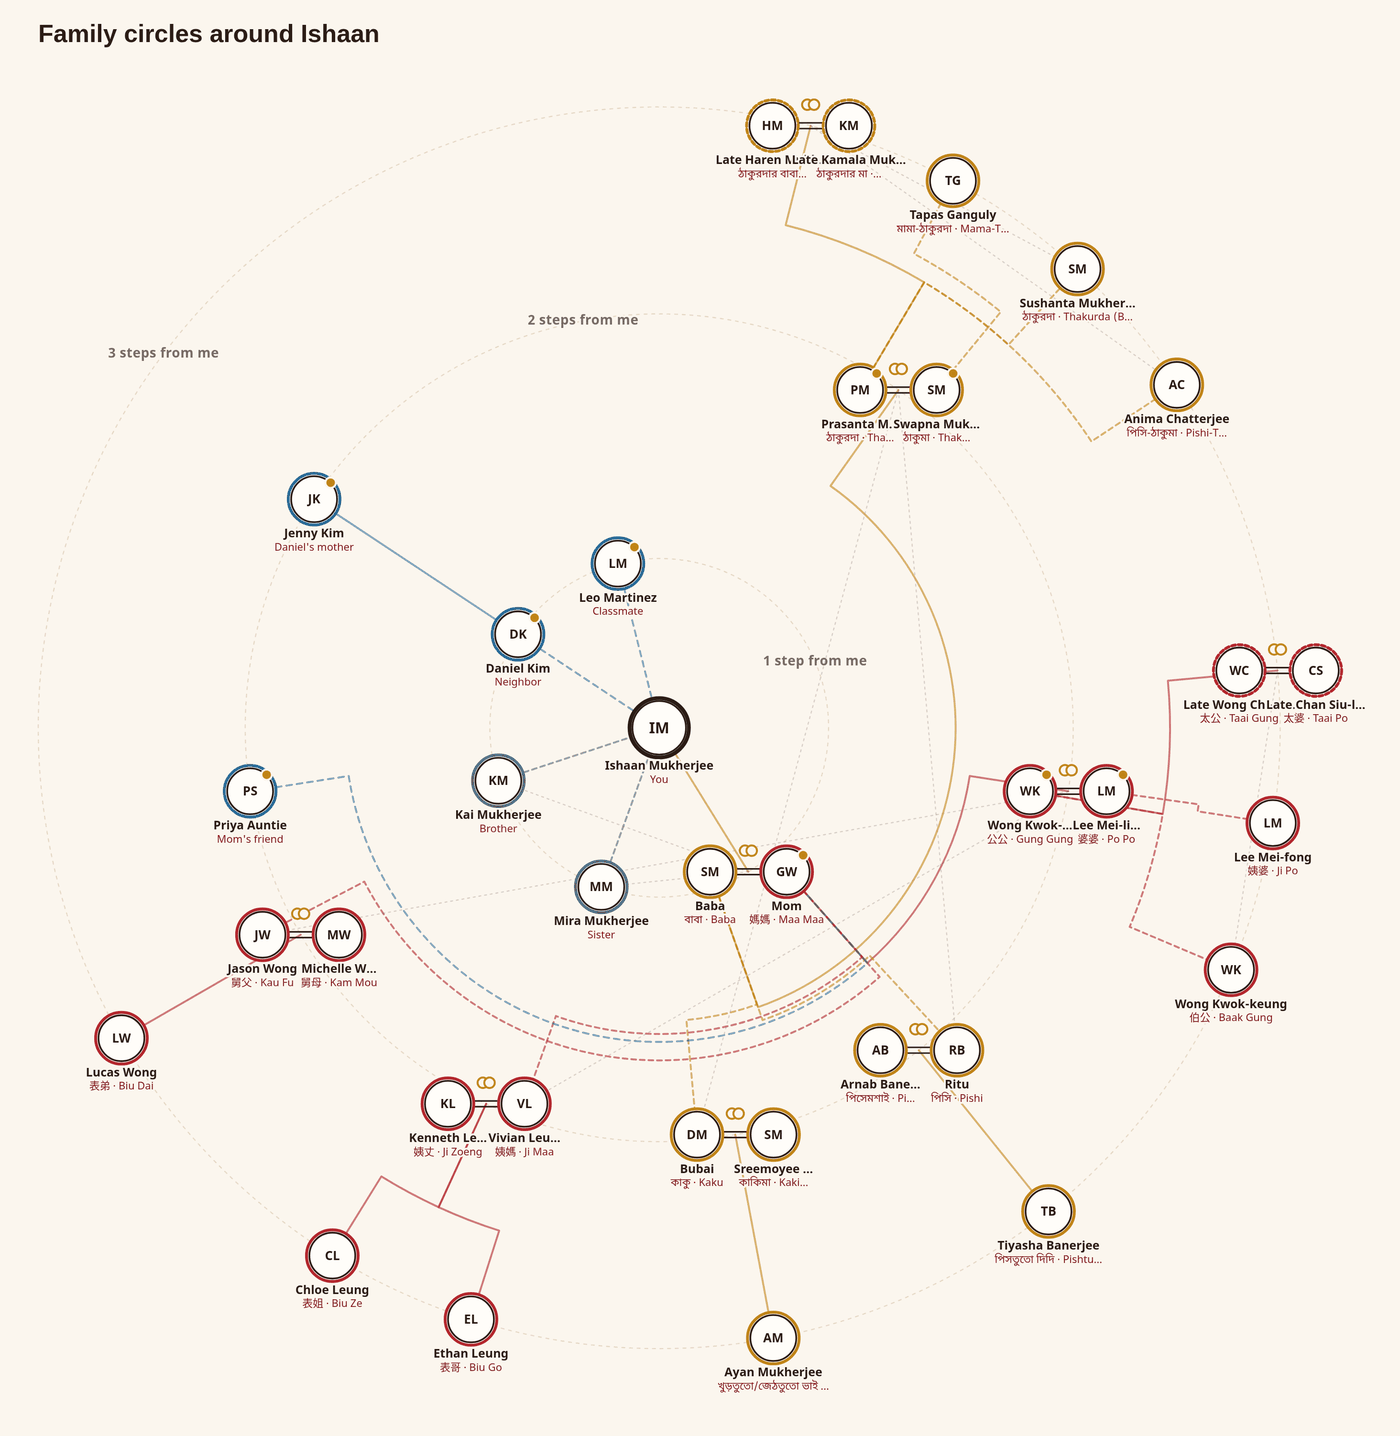 Family circles around Ishaan
HM
KM
Late Haren M
Late Kamala Muk...
ঠাকুরদার বাবা...
ঠাকুরদার মা ·...
TG
Tapas Ganguly
মামা-ঠাকুরদা · Mama-T...
SM
Sushanta Mukher...
ঠাকুরদা · Thakurda (B...
2 steps from me
3 steps from me
PM
SM
AC
Prasanta M.
Swapna Muk...
ঠাকুরদা · Tha...
ঠাকুমা · Thak...
Anima Chatterjee
পিসি-ঠাকুমা · Pishi-T...
JK
Jenny Kim
Daniel's mother
LM
Leo Martinez
Classmate
DK
Daniel Kim
Neighbor
1 step from me
WC
CS
Late Wong Ch
Late Chan Siu-l...
太公 · Taai Gung
太婆 · Taai Po
IM
Ishaan Mukherjee
You
KM
Kai Mukherjee
Brother
PS
Priya Auntie
Mom's friend
WK
LM
Wong Kwok-...
Lee Mei-li...
公公 · Gung Gung
婆婆 · Po Po
LM
Lee Mei-fong
姨婆 · Ji Po
MM
Mira Mukherjee
Sister
SM
GW
Baba
Mom
বাবা · Baba
媽媽 · Maa Maa
JW
MW
Jason Wong
Michelle W...
舅父 · Kau Fu
舅母 · Kam Mou
WK
Wong Kwok-keung
伯公 · Baak Gung
LW
Lucas Wong
表弟 · Biu Dai
AB
RB
Arnab Bane...
Ritu
পিসেমশাই · Pi...
পিসি · Pishi
KL
VL
Kenneth Le...
Vivian Leu...
姨丈 · Ji Zoeng
姨媽 · Ji Maa
DM
SM
Bubai
Sreemoyee ...
কাকু · Kaku
কাকিমা · Kaki...
TB
Tiyasha Banerjee
পিসতুতো দিদি · Pishtu...
CL
Chloe Leung
表姐 · Biu Ze
EL
Ethan Leung
表哥 · Biu Go
AM
Ayan Mukherjee
খুড়তুতো/জেঠতুতো ভাই ...